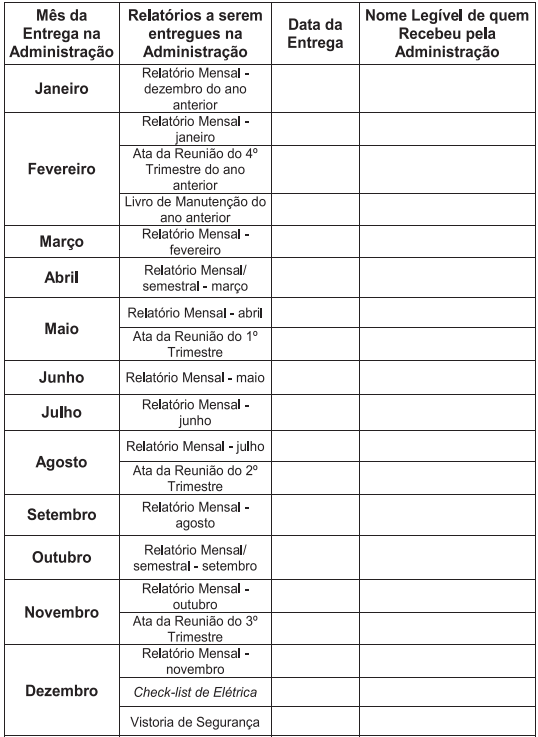 Mês da
Entrega na
Administração
Relatórios a serem
entregues na
Administração
Data da
Entrega
Nome Legível de quem
Recebeu pela
Administração
Janeiro
Relatório Mensal -
dezembro do ano
anterior
Fevereiro
Relatório Mensal -
janeiro
Ata da Reunião do 4º
Trimestre do ano
anterior
Livro de Manutenção do
ano anterior
Março
Relatório Mensal -
fevereiro
Abril
Relatório Mensal/
semestral - março
Maio
Relatório Mensal - abril
Ata da Reunião do 1º
Trimestre
Junho
Relatório Mensal - maio
Julho
Relatório Mensal -
junho
Agosto
Relatório Mensal - julho
Ata da Reunião do 2º
Trimestre
Setembro
Relatório Mensal -
agosto
Outubro
Relatório Mensal/
semestral - setembro
Novembro
Relatório Mensal -
outubro
Ata da Reunião do 3º
Trimestre
Dezembro
Relatório Mensal -
novembro
Check-list de Elétrica
Vistoria de Segurança